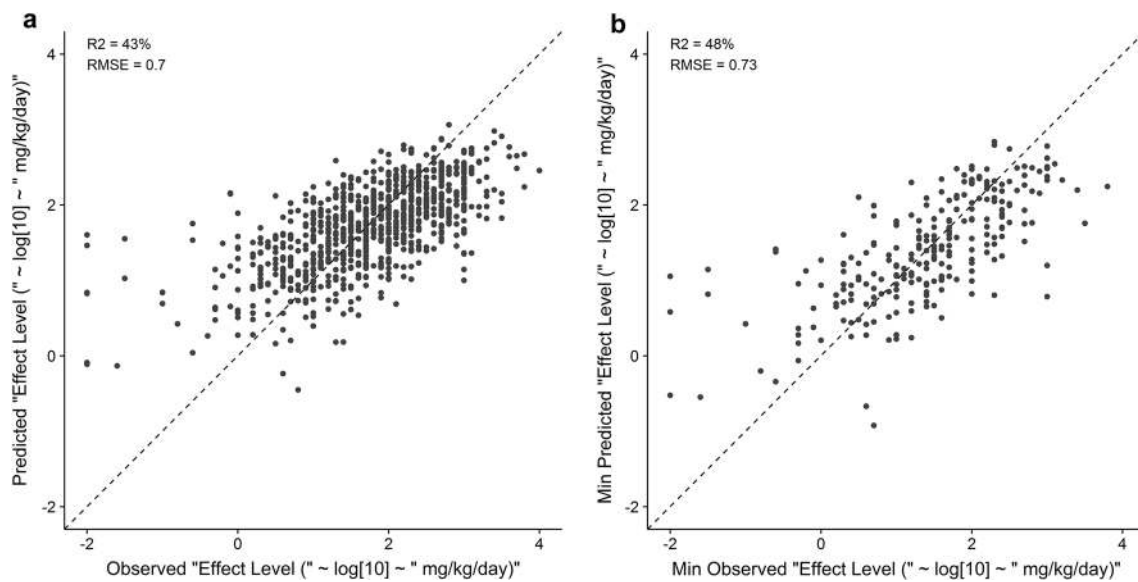 a
R2 = 43%
RMSE = 0.7
Predicted "Effect Level (" ~ log[10] ~ " mg/kg/day)"
4
2
0
-2
-2 0 2 4
Observed "Effect Level (" ~ log[10] ~ " mg/kg/day)"
b
R2 = 48%
RMSE = 0.73
Min Predicted "Effect Level (" ~ log[10] ~ " mg/kg/day)"
4
2
0
-2
-2 0 2 4
Min Observed "Effect Level (" ~ log[10] ~ " mg/kg/day)"